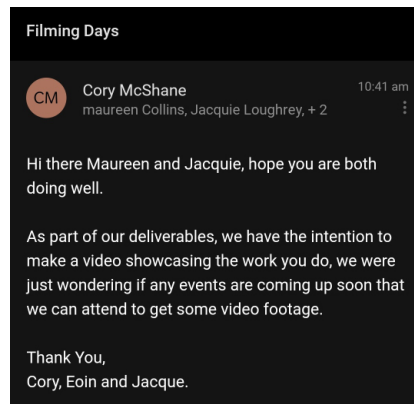 Filming Days
CM
Cory McShane
10:41 am
maureen Collins, Jacquie Loughrey, + 2
Hi there Maureen and Jacquie, hope you are both
doing well.
As part of our deliverables, we have the intention to
make a video showcasing the work you do, we were
just wondering if any events are coming up soon that
we can attend to get some video footage.
Thank You,
Cory, Eoin and Jacque.